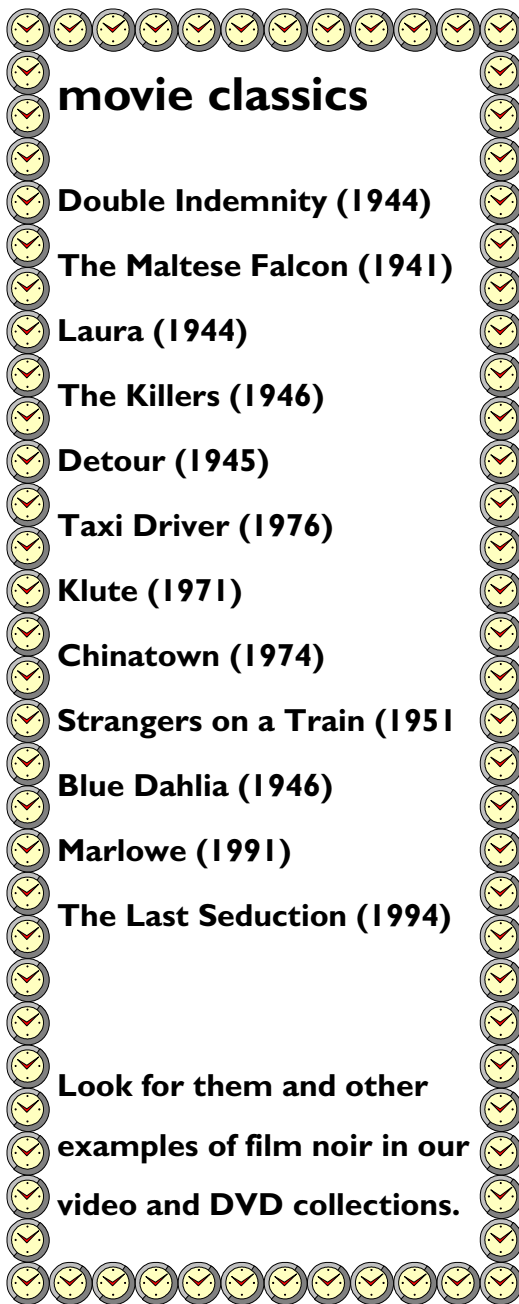 movie classics
Double Indemnity (1944)
The Maltese Falcon (1941)
Laura (1944)
The Killers (1946)
Detour (1945)
Taxi Driver (1976)
Klute (1971)
Chinatown (1974)
Strangers on a Train (1951
Blue Dahlia (1946)
Marlowe (1991)
The Last Seduction (1994)
Look for them and other
examples of film noir in our
video and DVD collections.